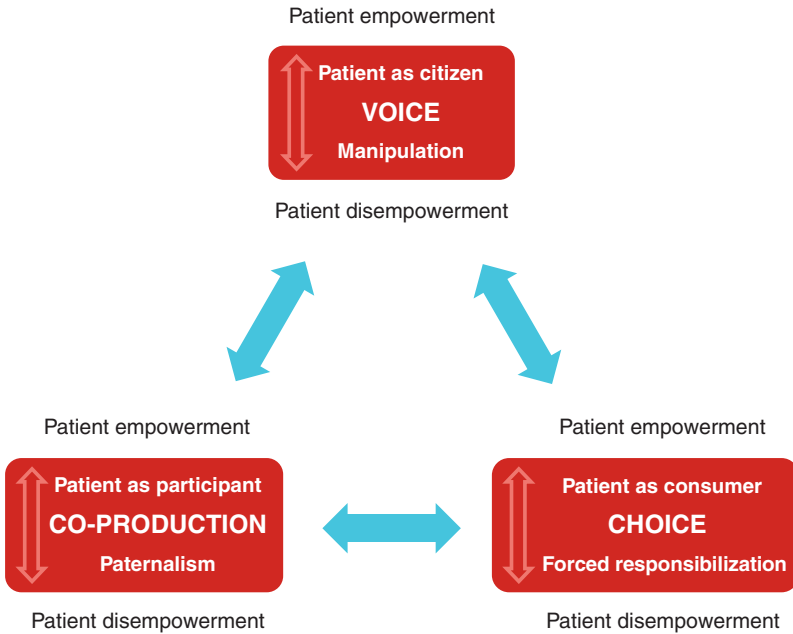 Patient empowerment
Patient as citizen
VOICE
Manipulation
Patient disempowerment
Patient empowerment
Patient as participant
CO-PRODUCTION
Paternalism
Patient disempowerment
Patient empowerment
Patient as consumer
CHOICE
Forced responsibilization
Patient disempowerment